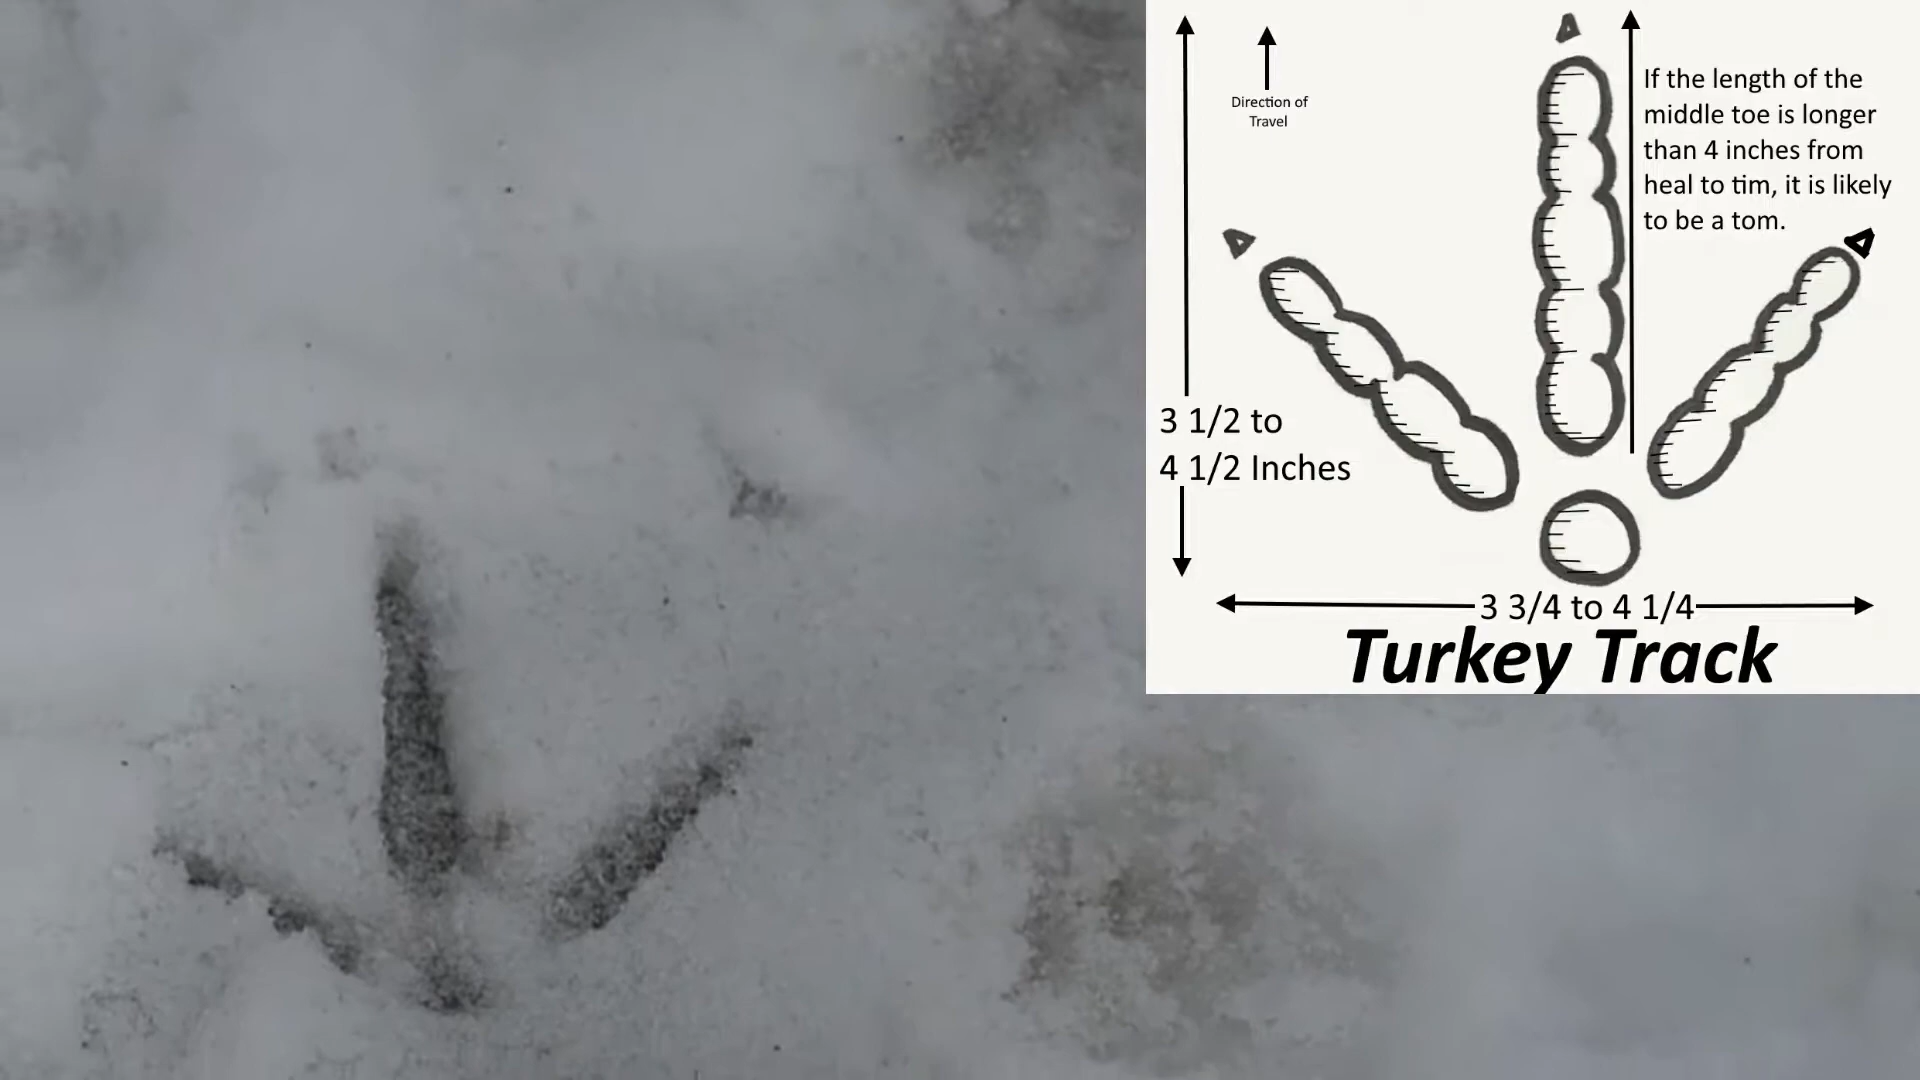 Direction of
Travel
If the length of the
middle toe is longer
than 4 inches from
heal to tim, it is likely
to be a tom.
3 1/2 to
4 1/2 Inches
3 3/4 to 4 1/4
Turkey Track